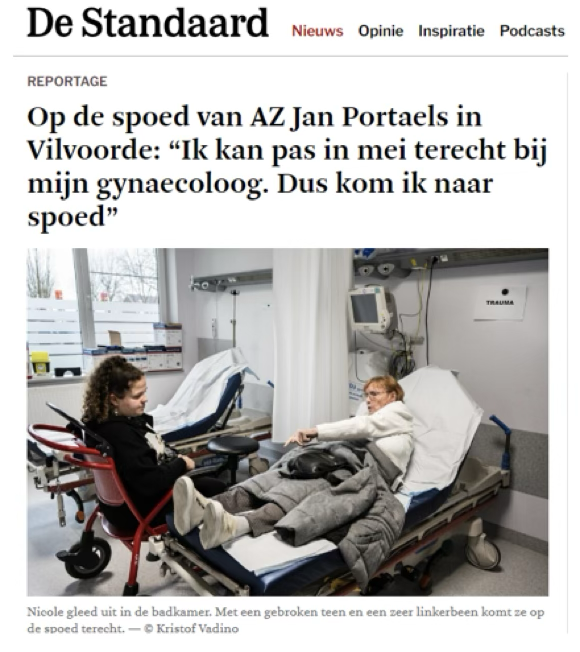 De Standaard
Nieuws Opinie Inspiratie Podcasts
REPORTAGE
Op de spoed van AZ Jan Portaels in
Vilvoorde: “Ik kan pas in mei terecht bij
mijn gynaecoloog. Dus kom ik naar
spoed”
TRAUMA
Nicole gleed uit in de badkamer. Met een gebroken teen en een zeer linkerbeen komt ze op
de spoed terecht. — © Kristof Vadino